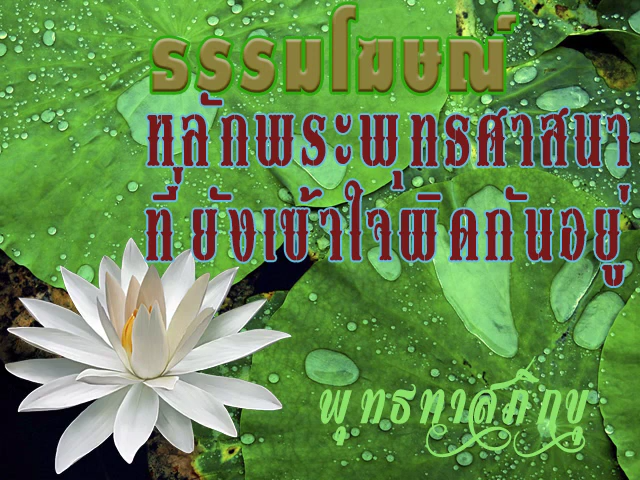 ธรรมโฆษณ์
หลักพระพุทธศาสนา
ที่ยังเข้าใจผิดกันอยู่
พุทธทาสภิกขุ